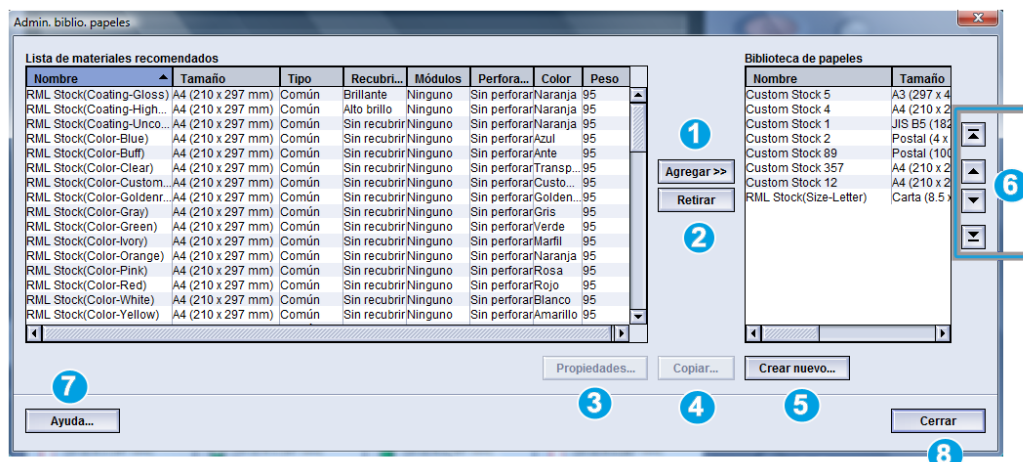 Admin. biblio. papeles
Lista de materiales recomendados
Nombre Tamaño Tipo Recubri... Módulos Perfora... Color Peso
RML Stock(Coating-Gloss) A4 (210 x 297 mm) Común Brillante Ninguno Sin perforar Naranja 95
RML Stock(Coating-High... A4 (210 x 297 mm) Común Alto brillo Ninguno Sin perforar Naranja 95
RML Stock(Coating-Unco... A4 (210 x 297 mm) Común Sin recubrir Ninguno Sin perforar Naranja 95
RML Stock(Color-Blue) A4 (210 x 297 mm) Común Sin recubrir Ninguno Sin perforar Azul 95
RML Stock(Color-Buff) A4 (210 x 297 mm) Común Sin recubrir Ninguno Sin perforar Ante 95
RML Stock(Color-Clear) A4 (210 x 297 mm) Común Sin recubrir Ninguno Sin perforar Transp... 95
RML Stock(Color-Custom... A4 (210 x 297 mm) Común Sin recubrir Ninguno Sin perforar Custo... 95
RML Stock(Color-Goldenr... A4 (210 x 297 mm) Común Sin recubrir Ninguno Sin perforar Golden... 95
RML Stock(Color-Gray) A4 (210 x 297 mm) Común Sin recubrir Ninguno Sin perforar Gris 95
RML Stock(Color-Green) A4 (210 x 297 mm) Común Sin recubrir Ninguno Sin perforar Verde 95
RML Stock(Color-Ivory) A4 (210 x 297 mm) Común Sin recubrir Ninguno Sin perforar Marfil 95
RML Stock(Color-Orange) A4 (210 x 297 mm) Común Sin recubrir Ninguno Sin perforar Naranja 95
RML Stock(Color-Pink) A4 (210 x 297 mm) Común Sin recubrir Ninguno Sin perforar Rosa 95
RML Stock(Color-Red) A4 (210 x 297 mm) Común Sin recubrir Ninguno Sin perforar Rojo 95
RML Stock(Color-White) A4 (210 x 297 mm) Común Sin recubrir Ninguno Sin perforar Blanco 95
RML Stock(Color-Yellow) A4 (210 x 297 mm) Común Sin recubrir Ninguno Sin perforar Amarillo 95
1
Agregar >>
Retirar
2
Biblioteca de papeles
Nombre Tamaño
Custom Stock 5 A3 (297 x 4
Custom Stock 4 A4 (210 x 2
Custom Stock 1 JIS B5 (182
Custom Stock 2 Postal (4 x
Custom Stock 89 Postal (100
Custom Stock 357 A4 (210 x 2
Custom Stock 12 A4 (210 x 2
RML Stock(Size-Letter) Carta (8.5 x
6
Propiedades... Copiar... Crear nuevo...
7 3 4 5
Ayuda... Cerrar
8